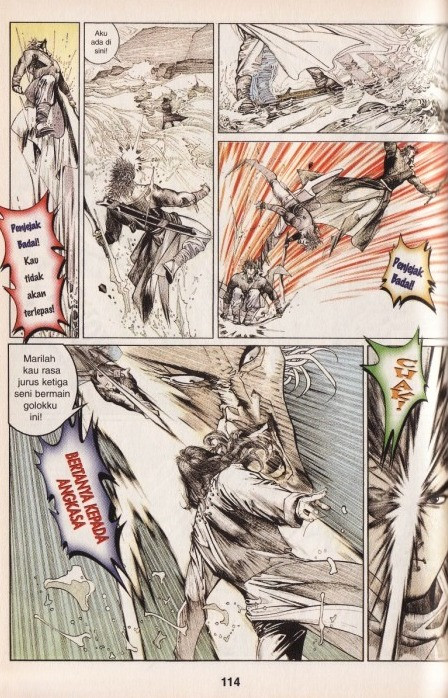 Penjejak
Badai!
Kau
tidak
akan
terlepas!
Aku
ada di
sini!
Penjejak
Badai!
Marilah
kau rasa
jurus ketiga
seni bermain
golokku
ini!
BERTANYA KEPADA
ANGKASA
114